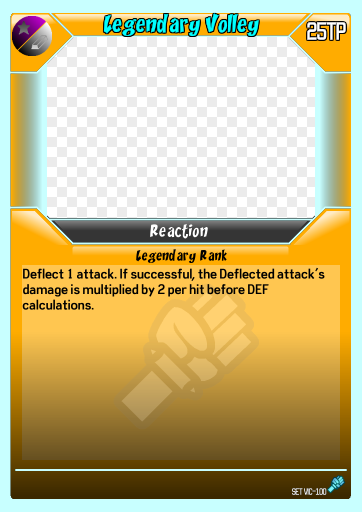 Legendary Volley
25TP
Reaction
Legendary Rank
Deflect 1 attack. If successful, the Deflected attack's
damage is multiplied by 2 per hit before DEF
calculations.
SET VIC-100